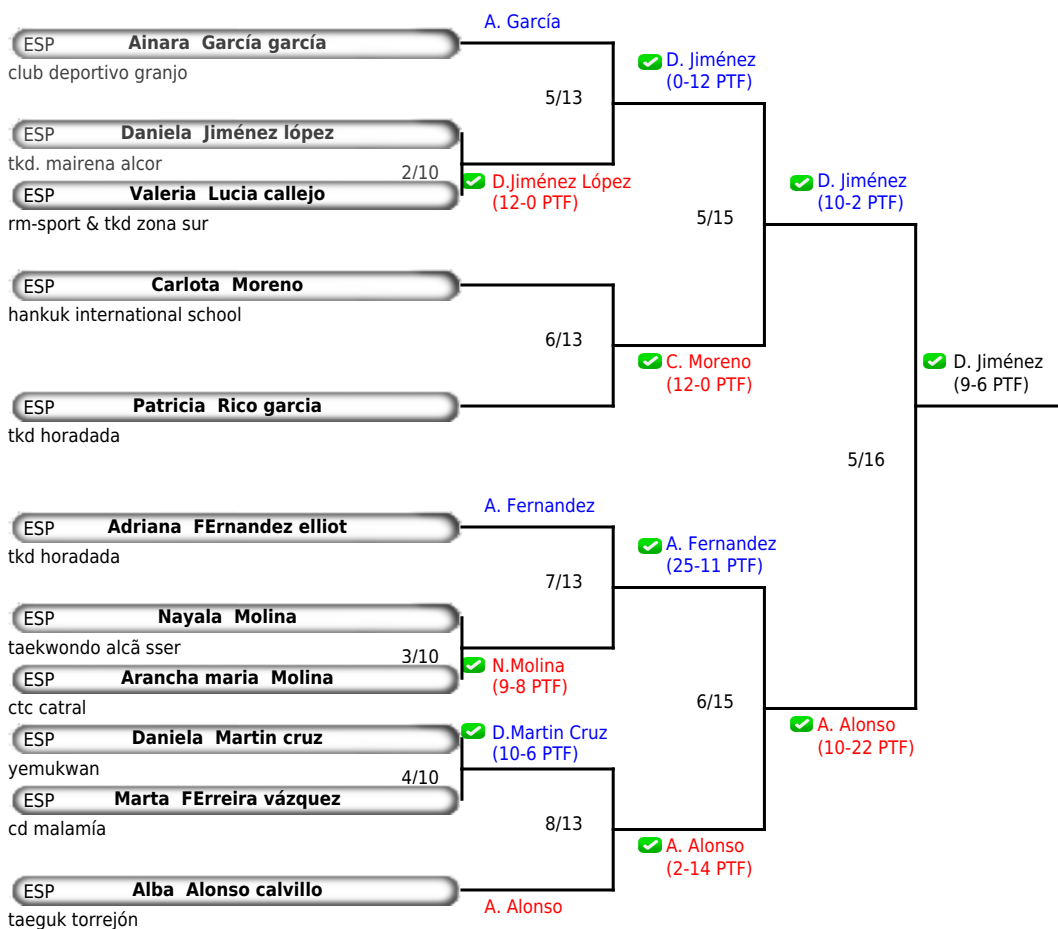 A. García
ESP Ainara García garcía
club deportivo granjo
D. Jiménez
(0-12 PTF)
5/13
ESP Daniela Jiménez lópez
tkd. mairena alcor
2/10
ESP Valeria Lucia callejo
rm-sport & tkd zona sur
D.Jiménez López
(12-0 PTF)
D. Jiménez
(10-2 PTF)
5/15
ESP Carlota Moreno
hankuk international school
6/13
C. Moreno
(12-0 PTF)
D. Jiménez
(9-6 PTF)
ESP Patricia Rico garcia
tkd horadada
5/16
A. Fernandez
ESP Adriana FErnandez elliot
tkd horadada
A. Fernandez
(25-11 PTF)
7/13
ESP Nayala Molina
taekwondo alcã sser
3/10
ESP Arancha maria Molina
ctc catral
N.Molina
(9-8 PTF)
6/15
A. Alonso
(10-22 PTF)
ESP Daniela Martin cruz
yemukwan
D.Martin Cruz
(10-6 PTF)
4/10
ESP Marta FErreira vázquez
cd malamía
8/13
A. Alonso
(2-14 PTF)
ESP Alba Alonso calvillo
taeguk torrejón
A. Alonso